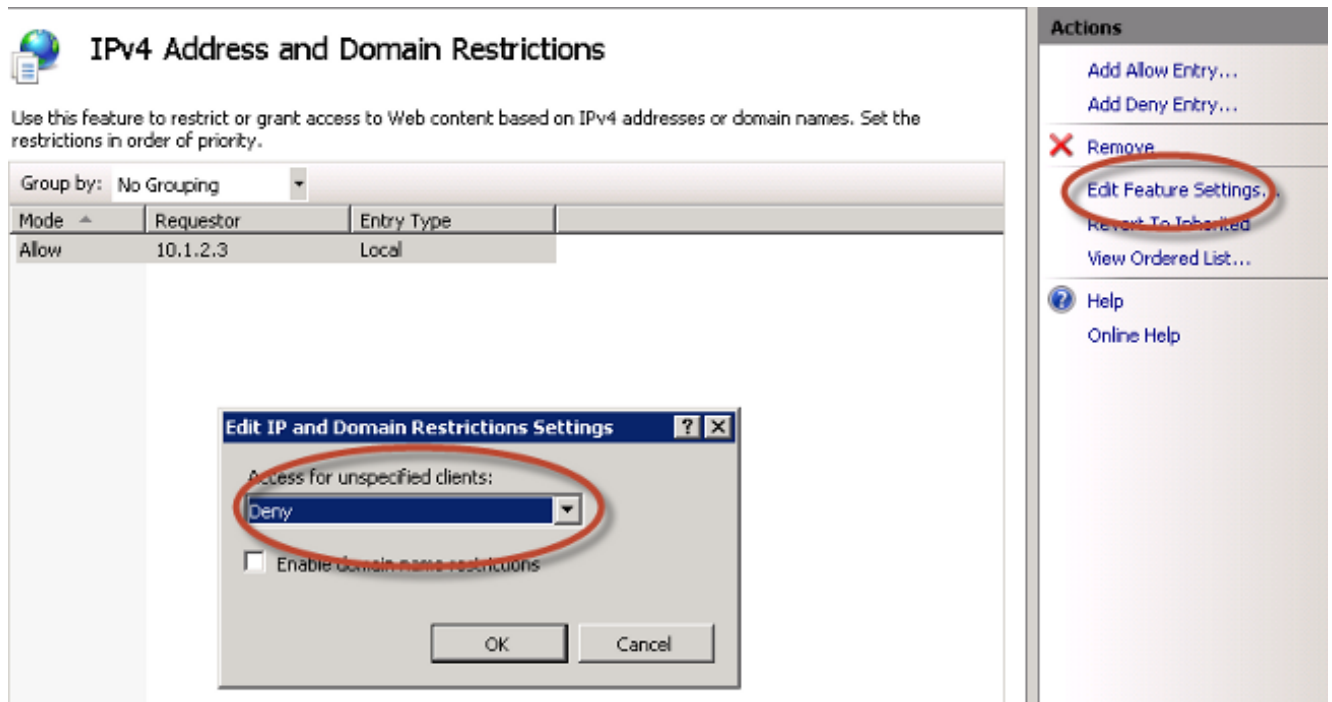 IPv4 Address and Domain Restrictions
Use this feature to restrict or grant access to Web content based on IPv4 addresses or domain names. Set the
restrictions in order of priority.
Group by: No Grouping
Mode Requestor Entry Type
Allow 10.1.2.3 Local
Edit IP and Domain Restrictions Settings
Access for unspecified clients:
Deny
Enable domain name restrictions
OK Cancel
Actions
Add Allow Entry...
Add Deny Entry...
Remove
Edit Feature Settings...
Revert To Inherited
View Ordered List...
Help
Online Help